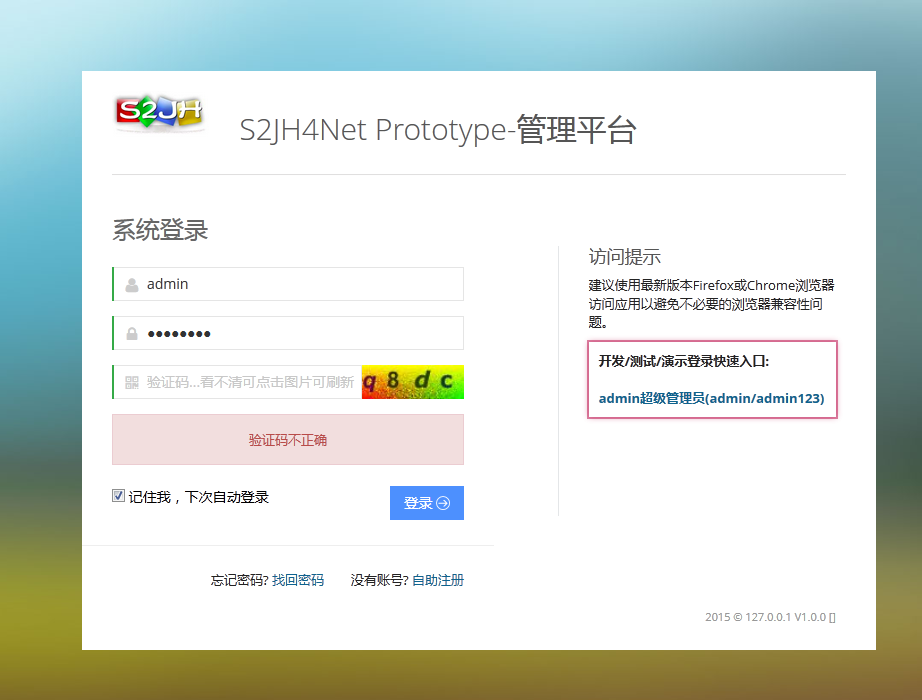 S2JH
S2JH4Net Prototype-管理平台
系统登录
admin
••••••••
验证码...看不清可点击图片可刷新
q 8 d c
验证码不正确
记住我，下次自动登录
登录
忘记密码? 找回密码 没有账号? 自助注册
访问提示
建议使用最新版本Firefox或Chrome浏览器
访问应用以避免不必要的浏览器兼容性问
题。
开发/测试/演示登录快速入口:
admin超级管理员(admin/admin123)
2015 © 127.0.0.1 V1.0.0 []